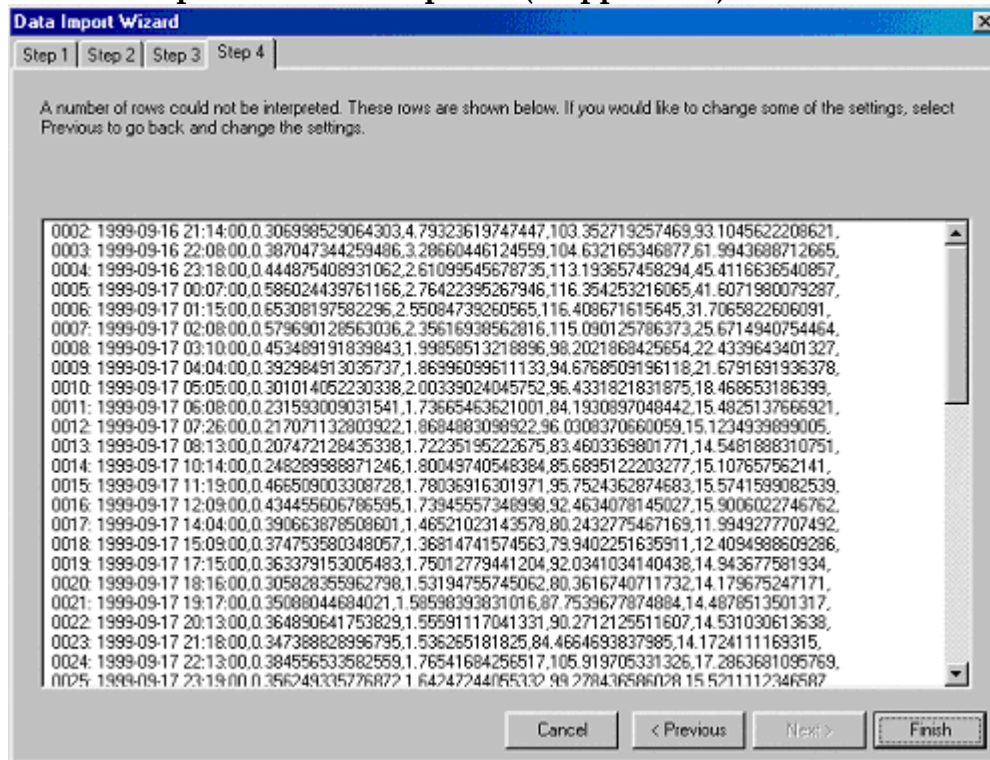 Data Import Wizard
Step 1 Step 2 Step 3 Step 4
A number of rows could not be interpreted. These rows are shown below. If you would like to change some of the settings, select
Previous to go back and change the settings.
0002: 1999-09-16 21:14:00,0.306998529064303,4.79323619747447,103.352719257469,93.1045622208621,
0003: 1999-09-16 22:08:00,0.387047344259486,3.28660446124559,104.632165346877,61.9943688712665,
0004: 1999-09-16 23:18:00,0.444875408931062,2.61099545678735,113.193657458294,45.4116636540857,
0005: 1999-09-17 00:07:00,0.586024439761166,2.76422395267946,116.354253216065,41.6071980079287,
0006: 1999-09-17 01:15:00,0.65308197582296,2.55084739260565,116.408671615645,31.7065822606091,
0007: 1999-09-17 02:08:00,0.579690128563036,2.35616938562816,115.090125786373,25.6714940754464,
0008: 1999-09-17 03:10:00,0.453489191839843,1.99858513218896,98.2021868425654,22.4339643401327,
0009: 1999-09-17 04:04:00,0.392984913035737,1.86996099611133,94.6768509196118,21.6791691936378,
0010: 1999-09-17 05:05:00,0.301014052230338,2.00339024045752,96.4331821831875,18.468653186399,
0011: 1999-09-17 06:08:00,0.231593009031541,1.73665463621001,84.1930897048442,15.4825137666921,
0012: 1999-09-17 07:26:00,0.217071132803922,1.8684883098922,96.0308370660059,15.1234939899005,
0013: 1999-09-17 08:13:00,0.207472128435338,1.72235195222675,83.4603369801771,14.5481888310751,
0014: 1999-09-17 10:14:00,0.248289988871246,1.80049740548384,85.6895122203277,15.107657562141,
0015: 1999-09-17 11:19:00,0.466509003308728,1.78036916301971,95.7524362874683,15.5741599082539,
0016: 1999-09-17 12:09:00,0.434455606786595,1.73945557348998,92.4634078145027,15.9006022746762,
0017: 1999-09-17 14:04:00,0.390663878508601,1.46521023143578,80.2432775467169,11.9949277707492,
0018: 1999-09-17 15:09:00,0.374753580348057,1.36814741574563,79.9402251635911,12.4094988609286,
0019: 1999-09-17 17:15:00,0.363379153005483,1.75012779441204,92.0341034140438,14.943677581934,
0020: 1999-09-17 18:16:00,0.305828355962798,1.53194755745062,80.3616740711732,14.179675247171,
0021: 1999-09-17 19:17:00,0.35088044684021,1.58598393831016,87.7539677874884,14.4878513501317,
0022: 1999-09-17 20:13:00,0.364890641753829,1.55591117041331,90.2712125511607,14.531030613638,
0023: 1999-09-17 21:18:00,0.347388828996795,1.536265181825,84.4664693837985,14.17241111169315,
0024: 1999-09-17 22:13:00,0.384556533582559,1.76541684256517,105.919705331326,17.2863681095769,
0025: 1999-09-17 23:19:00,0.356249335776872,1.64247244055332,99.278436586028,15.5211112346587
Cancel < Previous Next > Finish